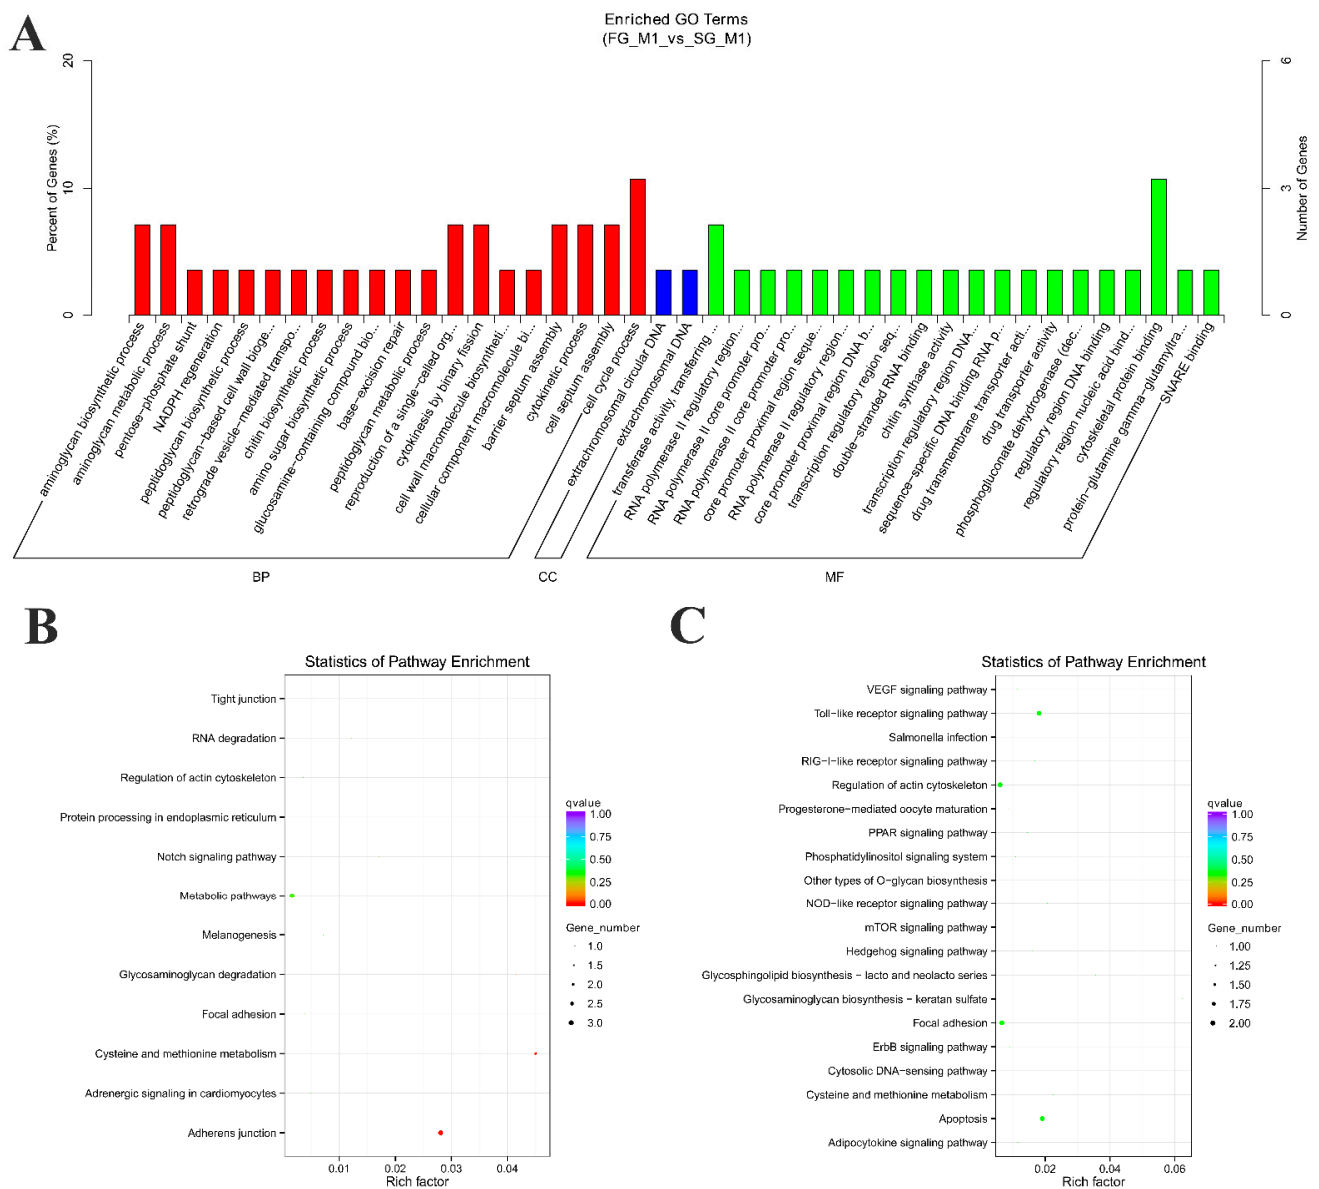 A
Enriched GO Terms
(FG_M1_vs_SG_M1)
Percent of Genes (%)
20
10
0
Number of Genes
6
3
0
aminoglycan biosynthetic process
aminoglycan metabolic process
pentose−phosphate shunt
NADPH regeneration
peptidoglycan biosynthetic process
peptidoglycan−based cell wall bioge...
retrograde vesicle−mediated transpo...
chitin biosynthetic process
amino sugar biosynthetic process
glucosamine−containing compound bio...
base−excision repair
peptidoglycan metabolic process
reproduction of a single−celled org...
cytokinesis by binary fission
cell wall macromolecule biosyntheti...
cellular component macromolecule bi...
barrier septum assembly
cytokinetic process
cell septum assembly
cell cycle process
extrachromosomal circular DNA
extrachromosomal DNA
transferase activity, transferring ...
RNA polymerase II regulatory region...
RNA polymerase II core promoter pro...
RNA polymerase II core promoter pro...
core promoter proximal region seque...
RNA polymerase II regulatory region...
core promoter proximal region DNA b...
transcription regulatory region seq...
double−stranded RNA binding
chitin synthase activity
transcription regulatory region DNA...
sequence−specific DNA binding RNA p...
drug transmembrane transporter acti...
drug transporter activity
phosphogluconate dehydrogenase (dec...
regulatory region DNA binding
regulatory region nucleic acid bind...
cytoskeletal protein binding
protein−glutamine gamma−glutamyltra...
SNARE binding
BP
CC
MF
B
Statistics of Pathway Enrichment
Tight junction
RNA degradation
Regulation of actin cytoskeleton
Protein processing in endoplasmic reticulum
Notch signaling pathway
Metabolic pathways
Melanogenesis
Glycosaminoglycan degradation
Focal adhesion
Cysteine and methionine metabolism
Adrenergic signaling in cardiomyocytes
Adherens junction
0.01
0.02
0.03
0.04
Rich factor
qvalue
1.00
0.75
0.50
0.25
0.00
Gene_number
1.0
1.5
2.0
2.5
3.0
C
Statistics of Pathway Enrichment
VEGF signaling pathway
Toll−like receptor signaling pathway
Salmonella infection
RIG−I−like receptor signaling pathway
Regulation of actin cytoskeleton
Progesterone−mediated oocyte maturation
PPAR signaling pathway
Phosphatidylinositol signaling system
Other types of O−glycan biosynthesis
NOD−like receptor signaling pathway
mTOR signaling pathway
Hedgehog signaling pathway
Glycosphingolipid biosynthesis − lacto and neolacto series
Glycosaminoglycan biosynthesis − keratan sulfate
Focal adhesion
ErbB signaling pathway
Cytosolic DNA−sensing pathway
Cysteine and methionine metabolism
Apoptosis
Adipocytokine signaling pathway
0.02
0.04
0.06
Rich factor
qvalue
1.00
0.75
0.50
0.25
0.00
Gene_number
1.00
1.25
1.50
1.75
2.00